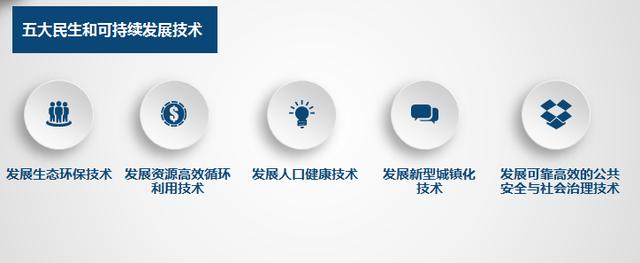 五大民生和可持续发展技术
发展生态环保技术
发展资源高效循环
利用技术
发展人口健康技术
发展新型城镇化
技术
发展可靠高效的公共
安全与社会治理技术